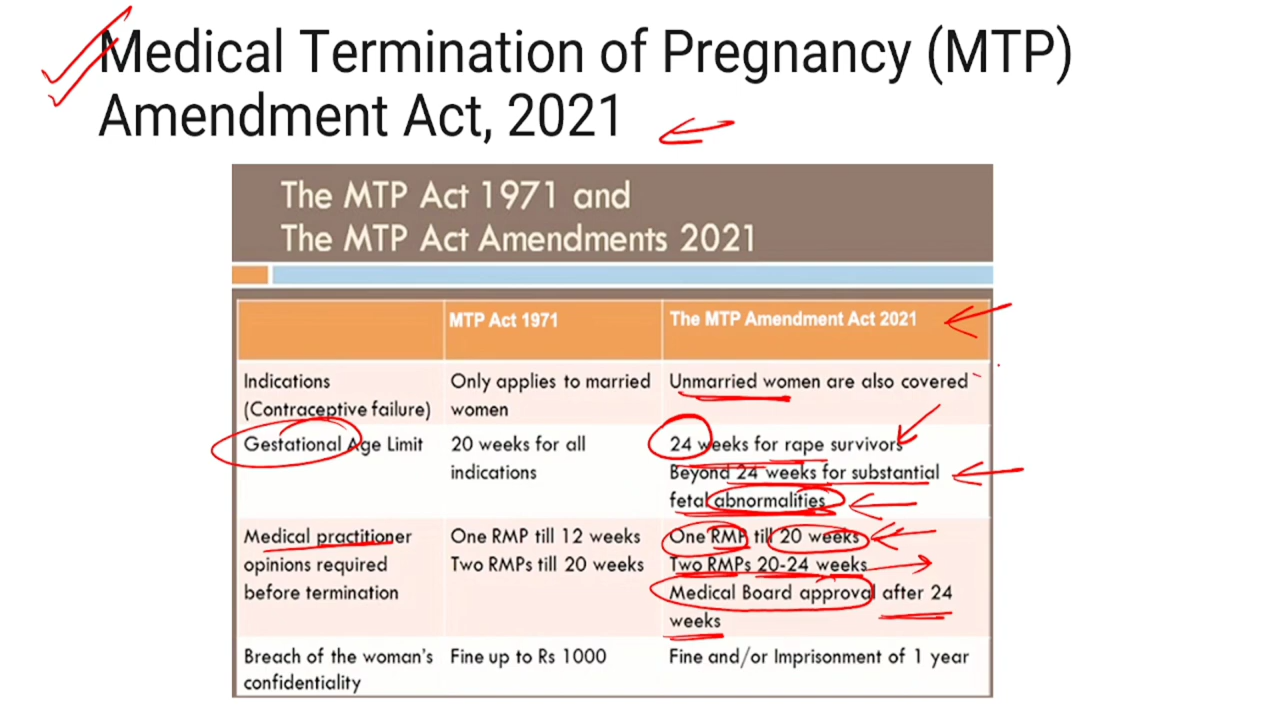 Medical Termination of Pregnancy (MTP)
Amendment Act, 2021
The MTP Act 1971 and
The MTP Act Amendments 2021
MTP Act 1971
The MTP Amendment Act 2021
Indications
(Contraceptive failure)
Only applies to married
women
Unmarried women are also covered
Gestational Age Limit
20 weeks for all
indications
24 weeks for rape survivors
Beyond 24 weeks for substantial
fetal abnormalities
Medical practitioner
opinions required
before termination
One RMP till 12 weeks
Two RMPs till 20 weeks
One RMP till 20 weeks
Two RMPs 20-24 weeks
Medical Board approval after 24
weeks
Breach of the woman's
confidentiality
Fine up to Rs 1000
Fine and/or Imprisonment of 1 year